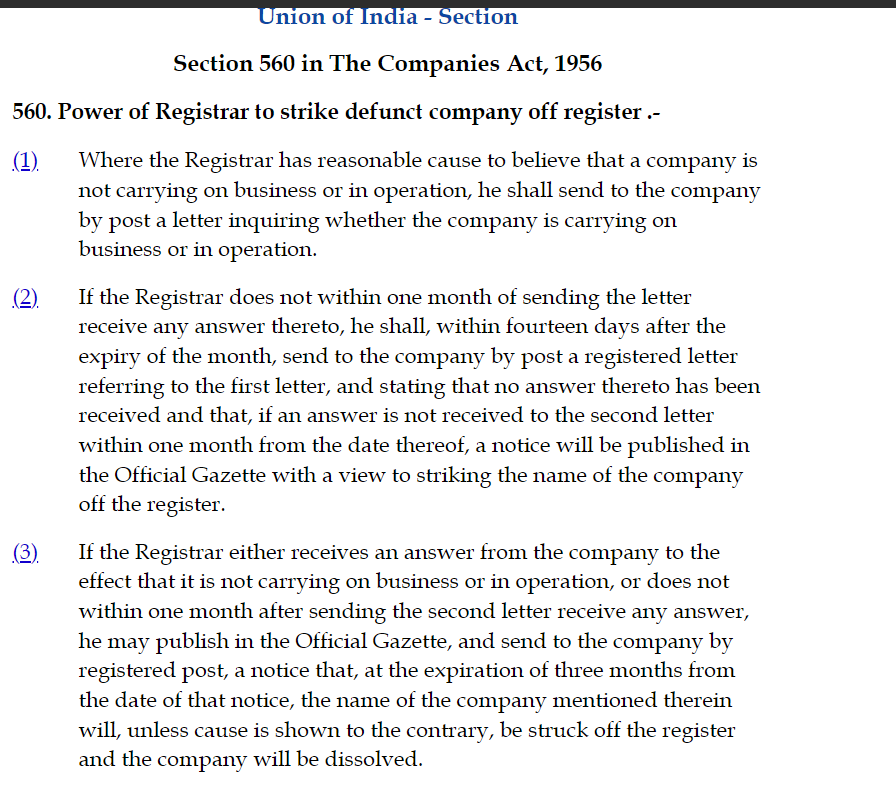 Union of India - Section
Section 560 in The Companies Act, 1956
560. Power of Registrar to strike defunct company off register .-
(1) Where the Registrar has reasonable cause to believe that a company is
not carrying on business or in operation, he shall send to the company
by post a letter inquiring whether the company is carrying on
business or in operation.
(2) If the Registrar does not within one month of sending the letter
receive any answer thereto, he shall, within fourteen days after the
expiry of the month, send to the company by post a registered letter
referring to the first letter, and stating that no answer thereto has been
received and that, if an answer is not received to the second letter
within one month from the date thereof, a notice will be published in
the Official Gazette with a view to striking the name of the company
off the register.
(3) If the Registrar either receives an answer from the company to the
effect that it is not carrying on business or in operation, or does not
within one month after sending the second letter receive any answer,
he may publish in the Official Gazette, and send to the company by
registered post, a notice that, at the expiration of three months from
the date of that notice, the name of the company mentioned therein
will, unless cause is shown to the contrary, be struck off the register
and the company will be dissolved.